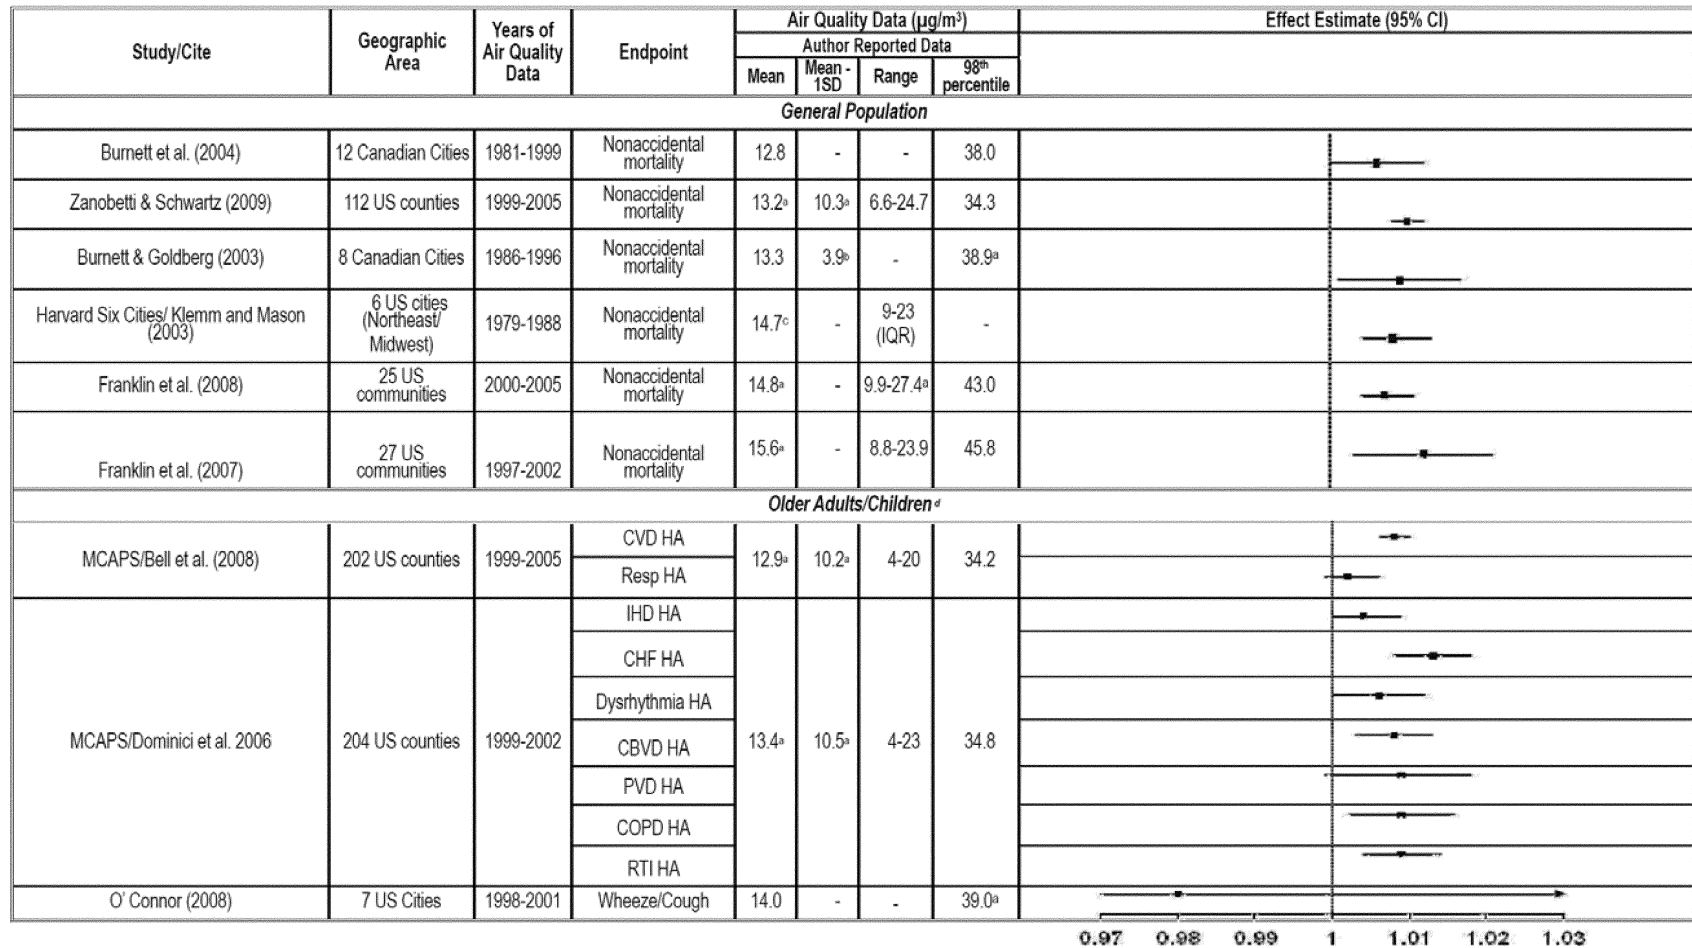 Study/Cite
Geographic Area
Years of Air Quality Data
Endpoint
Air Quality Data (µg/m³)
Author Reported Data
Mean
Mean - 1SD
Range
98th percentile
Effect Estimate (95% CI)
General Population
Burnett et al. (2004) 12 Canadian Cities 1981-1999 Nonaccidental mortality 12.8 - - 38.0
Zanobetti & Schwartz (2009) 112 US counties 1999-2005 Nonaccidental mortality 13.2ᵃ 10.3ᵃ 6.6-24.7 34.3
Burnett & Goldberg (2003) 8 Canadian Cities 1986-1996 Nonaccidental mortality 13.3 3.9ᵇ - 38.9ᵃ
Harvard Six Cities/ Klemm and Mason (2003) 6 US cities (Northeast/ Midwest) 1979-1988 Nonaccidental mortality 14.7ᶜ - 9-23 (IQR) -
Franklin et al. (2008) 25 US communities 2000-2005 Nonaccidental mortality 14.8ᵃ - 9.9-27.4ᵃ 43.0
Franklin et al. (2007) 27 US communities 1997-2002 Nonaccidental mortality 15.6ᵃ - 8.8-23.9 45.8
Older Adults/Children ᵈ
MCAPS/Bell et al. (2008) 202 US counties 1999-2005 CVD HA 12.9ᵃ 10.2ᵃ 4-20 34.2
Resp HA
MCAPS/Dominici et al. 2006 204 US counties 1999-2002 IHD HA 13.4ᵃ 10.5ᵃ 4-23 34.8
CHF HA
Dysrhythmia HA
CBVD HA
PVD HA
COPD HA
RTI HA
O' Connor (2008) 7 US Cities 1998-2001 Wheeze/Cough 14.0 - - 39.0ᵃ
0.97 0.98 0.99 1 1.01 1.02 1.03